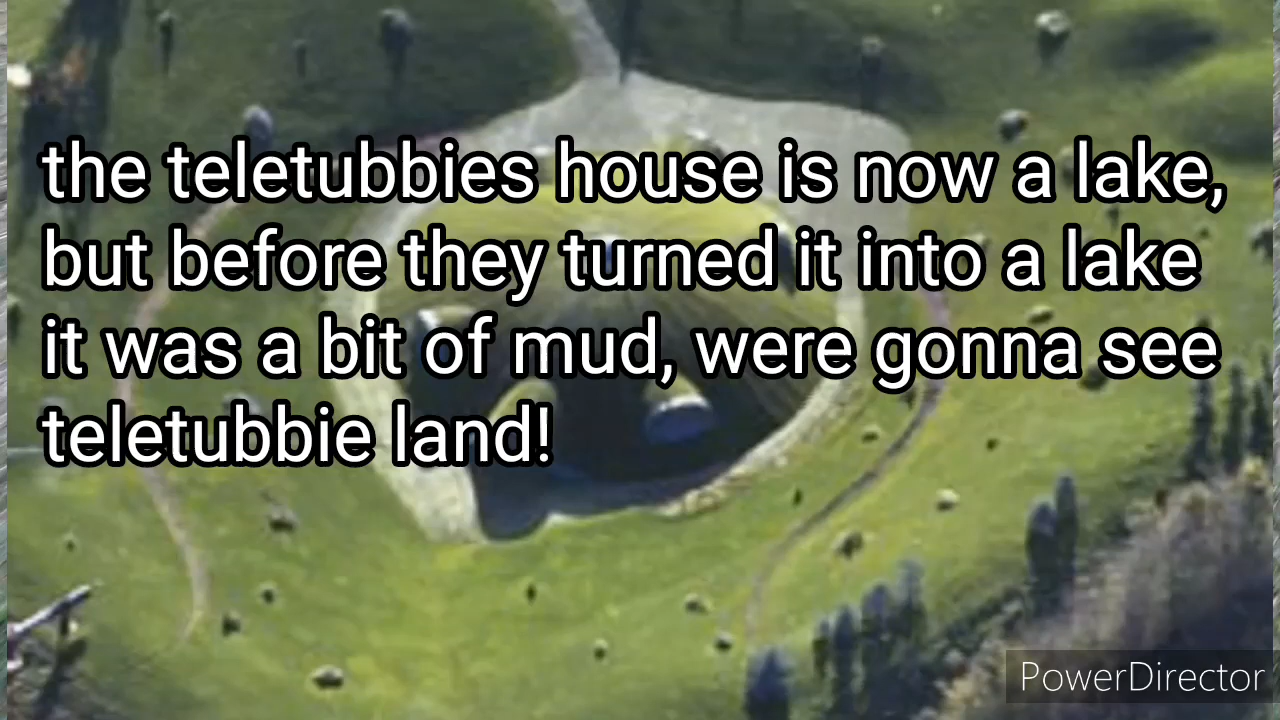 the teletubbies house is now a lake,
but before they turned it into a lake
it was a bit of mud, were gonna see
teletubbie land!
PowerDirector